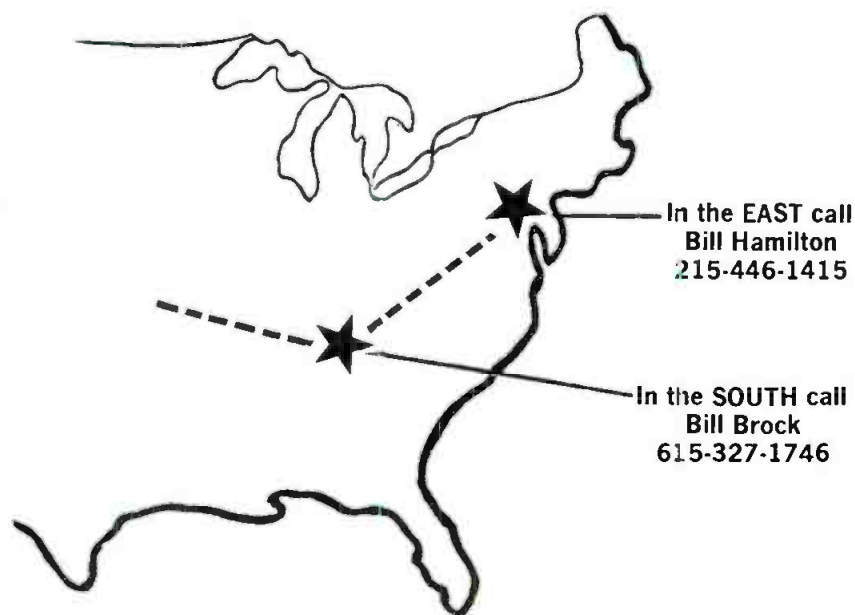 In the EAST call
Bill Hamilton
215-446-1415
In the SOUTH call
Bill Brock
615-327-1746